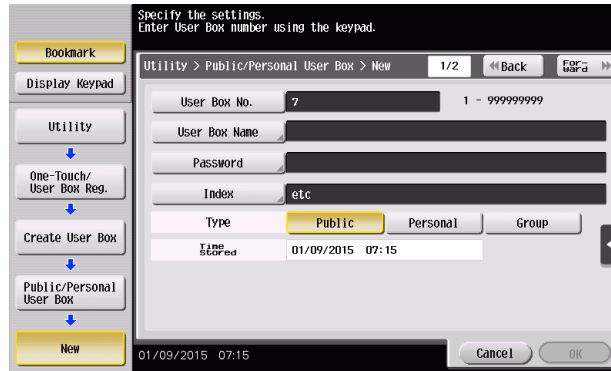 Specify the settings.
Enter User Box number using the keypad.
Bookmark
Display Keypad
Utility
One-Touch/
User Box Reg.
Create User Box
Public/Personal
User Box
New
Utility > Public/Personal User Box > New
1/2
Back
For-
ward
User Box No.
7
1 - 999999999
User Box Name
Password
Index
etc
Type
Public
Personal
Group
Time
Stored
01/09/2015 07:15
01/09/2015 07:15
Cancel
OK